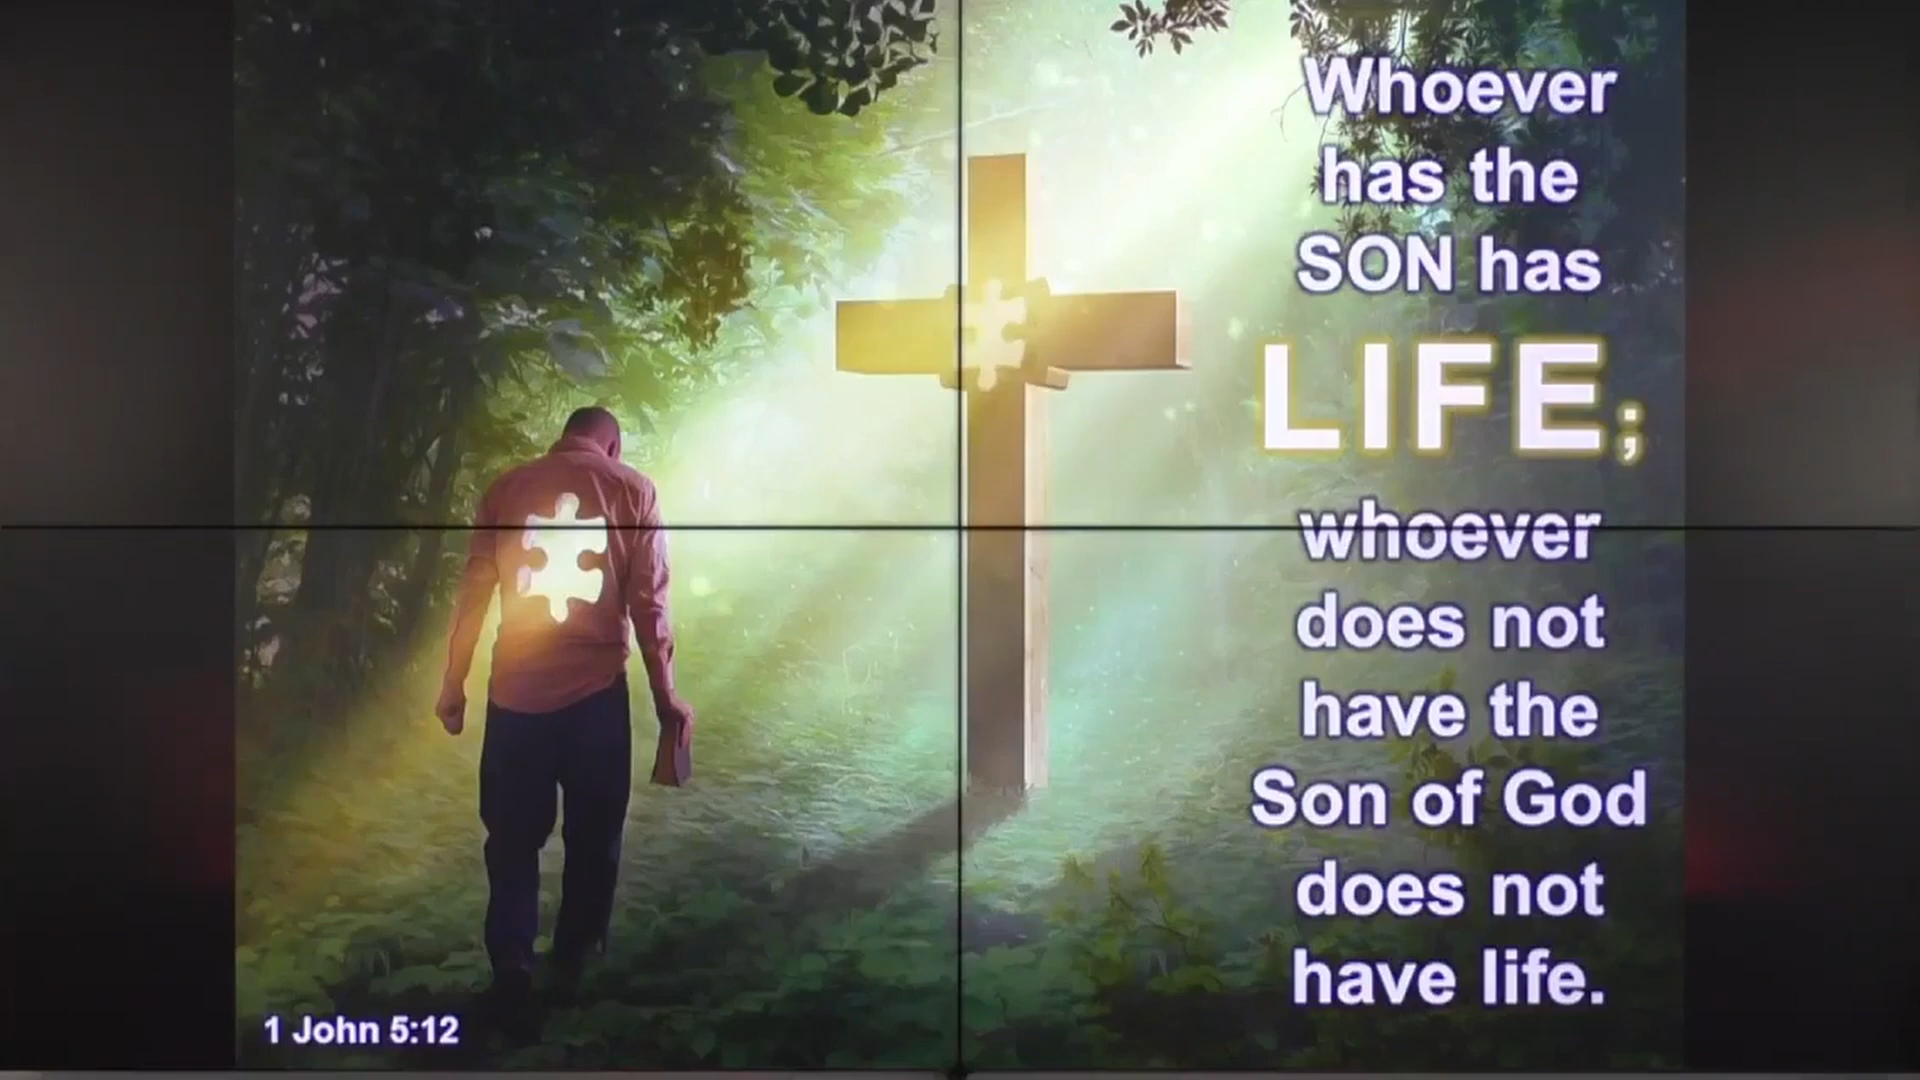 Whoever
has the
SON has
LIFE;
whoever
does not
have the
Son of God
does not
have life.
1 John 5:12